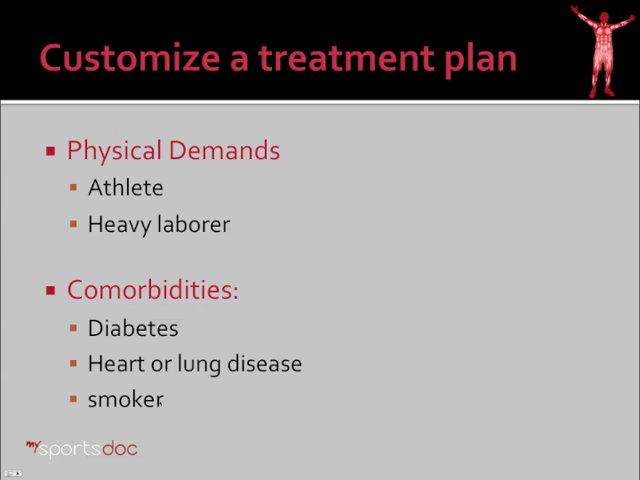 Customize a treatment plan
Physical Demands
Athlete
Heavy laborer
Comorbidities:
Diabetes
Heart or lung disease
smoker
mysportsdoc